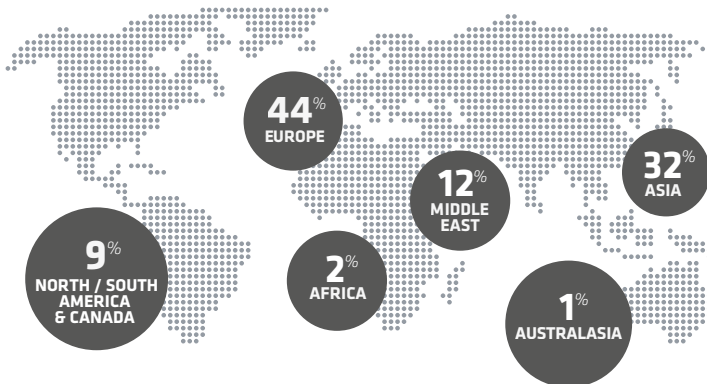 44%
EUROPE
32%
ASIA
12%
MIDDLE
EAST
9%
NORTH / SOUTH
AMERICA
& CANADA
2%
AFRICA
1%
AUSTRALASIA